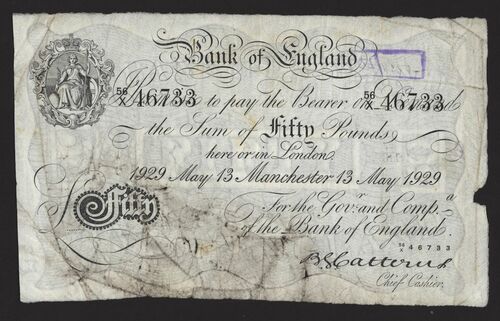 Bank of England
56/X 46733 56/X 46733
to pay the Bearer on Demand
the Sum of Fifty Pounds
here or in London
1929 May 13 Manchester 13 May 1929
For the Govr. and Compa.
of the Bank of England.
Fifty
56/X 46733
B G Catterns
Chief Cashier.